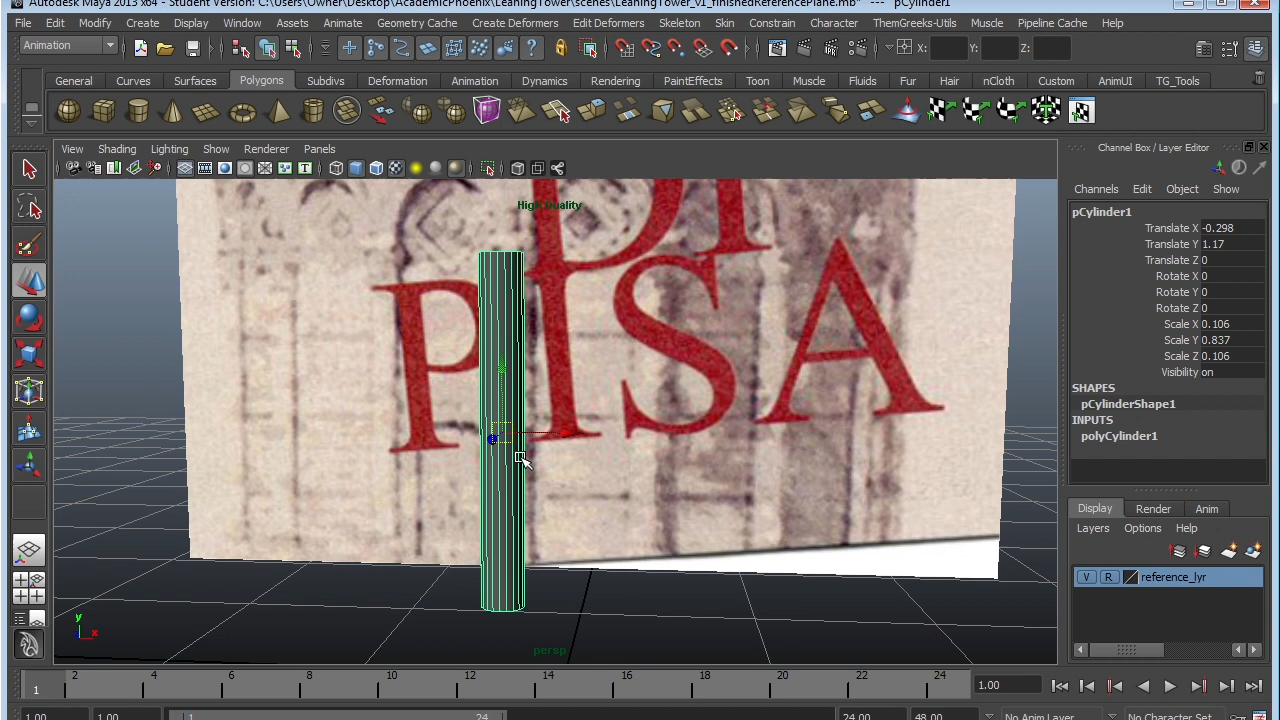 Autodesk Maya 2013 x64 - Student Version: C:\Users\Owner\Desktop\AcademicPhoenix\LeaningTower\scenes\LeaningTower_v1_finishedReferencePlane.mb* --- pCylinder1
File Edit Modify Create Display Window Assets Animate Geometry Cache Create Deformers Edit Deformers Skeleton Skin Constrain Character ThemGreeks-Utils Muscle Pipeline Cache Help
Animation X: Y: Z:
General Curves Surfaces Polygons Subdivs Deformation Animation Dynamics Rendering PaintEffects Toon Muscle Fluids Fur Hair nCloth Custom AnimUI TG_Tools
View Shading Lighting Show Renderer Panels
Channel Box / Layer Editor
Channels Edit Object Show
High Quality
DI
PISA
pCylinder1
Translate X -0.298
Translate Y 1.17
Translate Z 0
Rotate X 0
Rotate Y 0
Rotate Z 0
Scale X 0.106
Scale Y 0.837
Scale Z 0.106
Visibility on
SHAPES
pCylinderShape1
INPUTS
polyCylinder1
Display Render Anim
Layers Options Help
V R reference_lyr
y
x
persp
1 2 4 6 8 10 12 14 16 18 20 22 24 1.00
1.00 1.00 1 24 24.00 48.00 No Anim Layer No Character Set